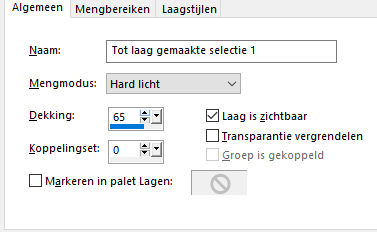 Algemeen Mengbereiken Laagstijlen
Naam: Tot laag gemaakte selectie 1
Mengmodus: Hard licht
Dekking: 65 Laag is zichtbaar
Transparantie vergrendelen
Koppelingset: 0 Groep is gekoppeld
Markeren in palet Lagen: